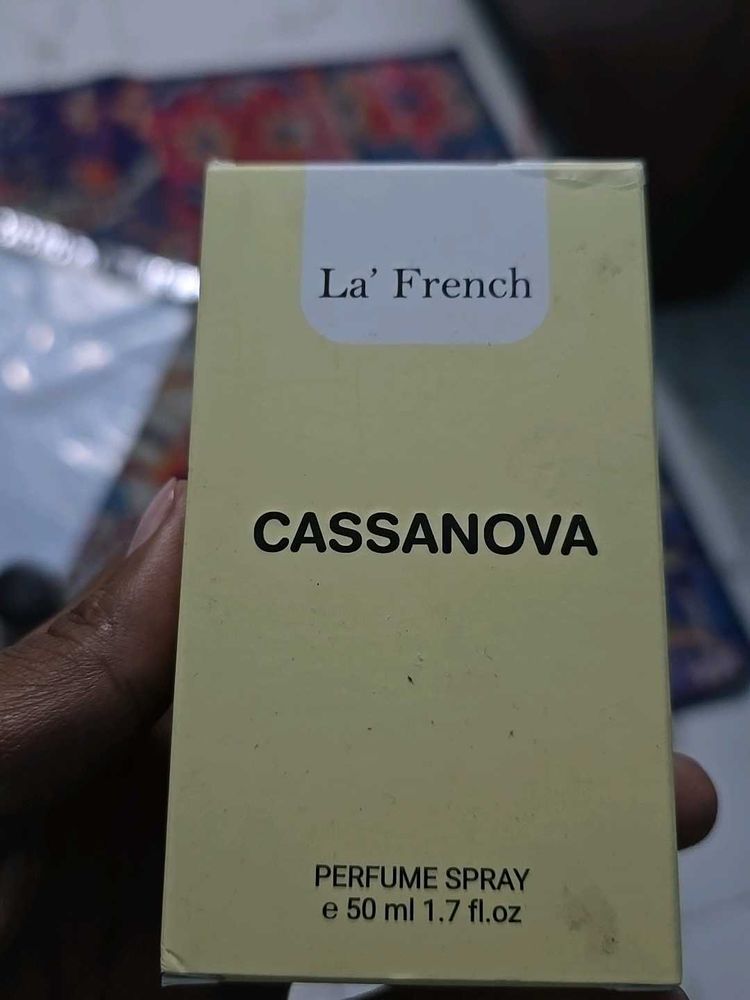 La' French
CASSANOVA
PERFUME SPRAY
℮ 50 ml 1.7 fl.oz